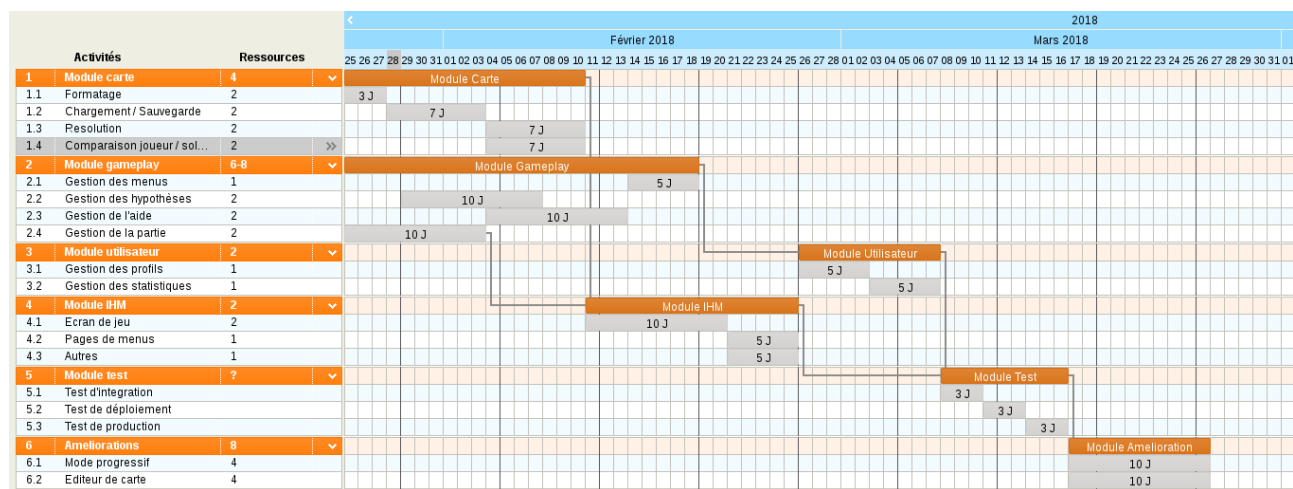 2018
Février 2018 Mars 2018
Activités Ressources
25 26 27 28 29 30 31 01 02 03 04 05 06 07 08 09 10 11 12 13 14 15 16 17 18 19 20 21 22 23 24 25 26 27 28 01 02 03 04 05 06 07 08 09 10 11 12 13 14 15 16 17 18 19 20 21 22 23 24 25 26 27 28 29 30 31 01
1 Module carte 4 Module Carte
1.1 Formatage 2 3 J
1.2 Chargement / Sauvegarde 2 7 J
1.3 Resolution 2 7 J
1.4 Comparaison joueur / sol... 2 7 J
2 Module gameplay 6-8 Module Gameplay
2.1 Gestion des menus 1 5 J
2.2 Gestion des hypothèses 2 10 J
2.3 Gestion de l'aide 2 10 J
2.4 Gestion de la partie 2 10 J
3 Module utilisateur 2 Module Utilisateur
3.1 Gestion des profils 1 5 J
3.2 Gestion des statistiques 1 5 J
4 Module IHM 2 Module IHM
4.1 Ecran de jeu 2 10 J
4.2 Pages de menus 1 5 J
4.3 Autres 1 5 J
5 Module test ? Module Test
5.1 Test d'integration 3 J
5.2 Test de déploiement 3 J
5.3 Test de production 3 J
6 Ameliorations 8 Module Amelioration
6.1 Mode progressif 4 10 J
6.2 Editeur de carte 4 10 J